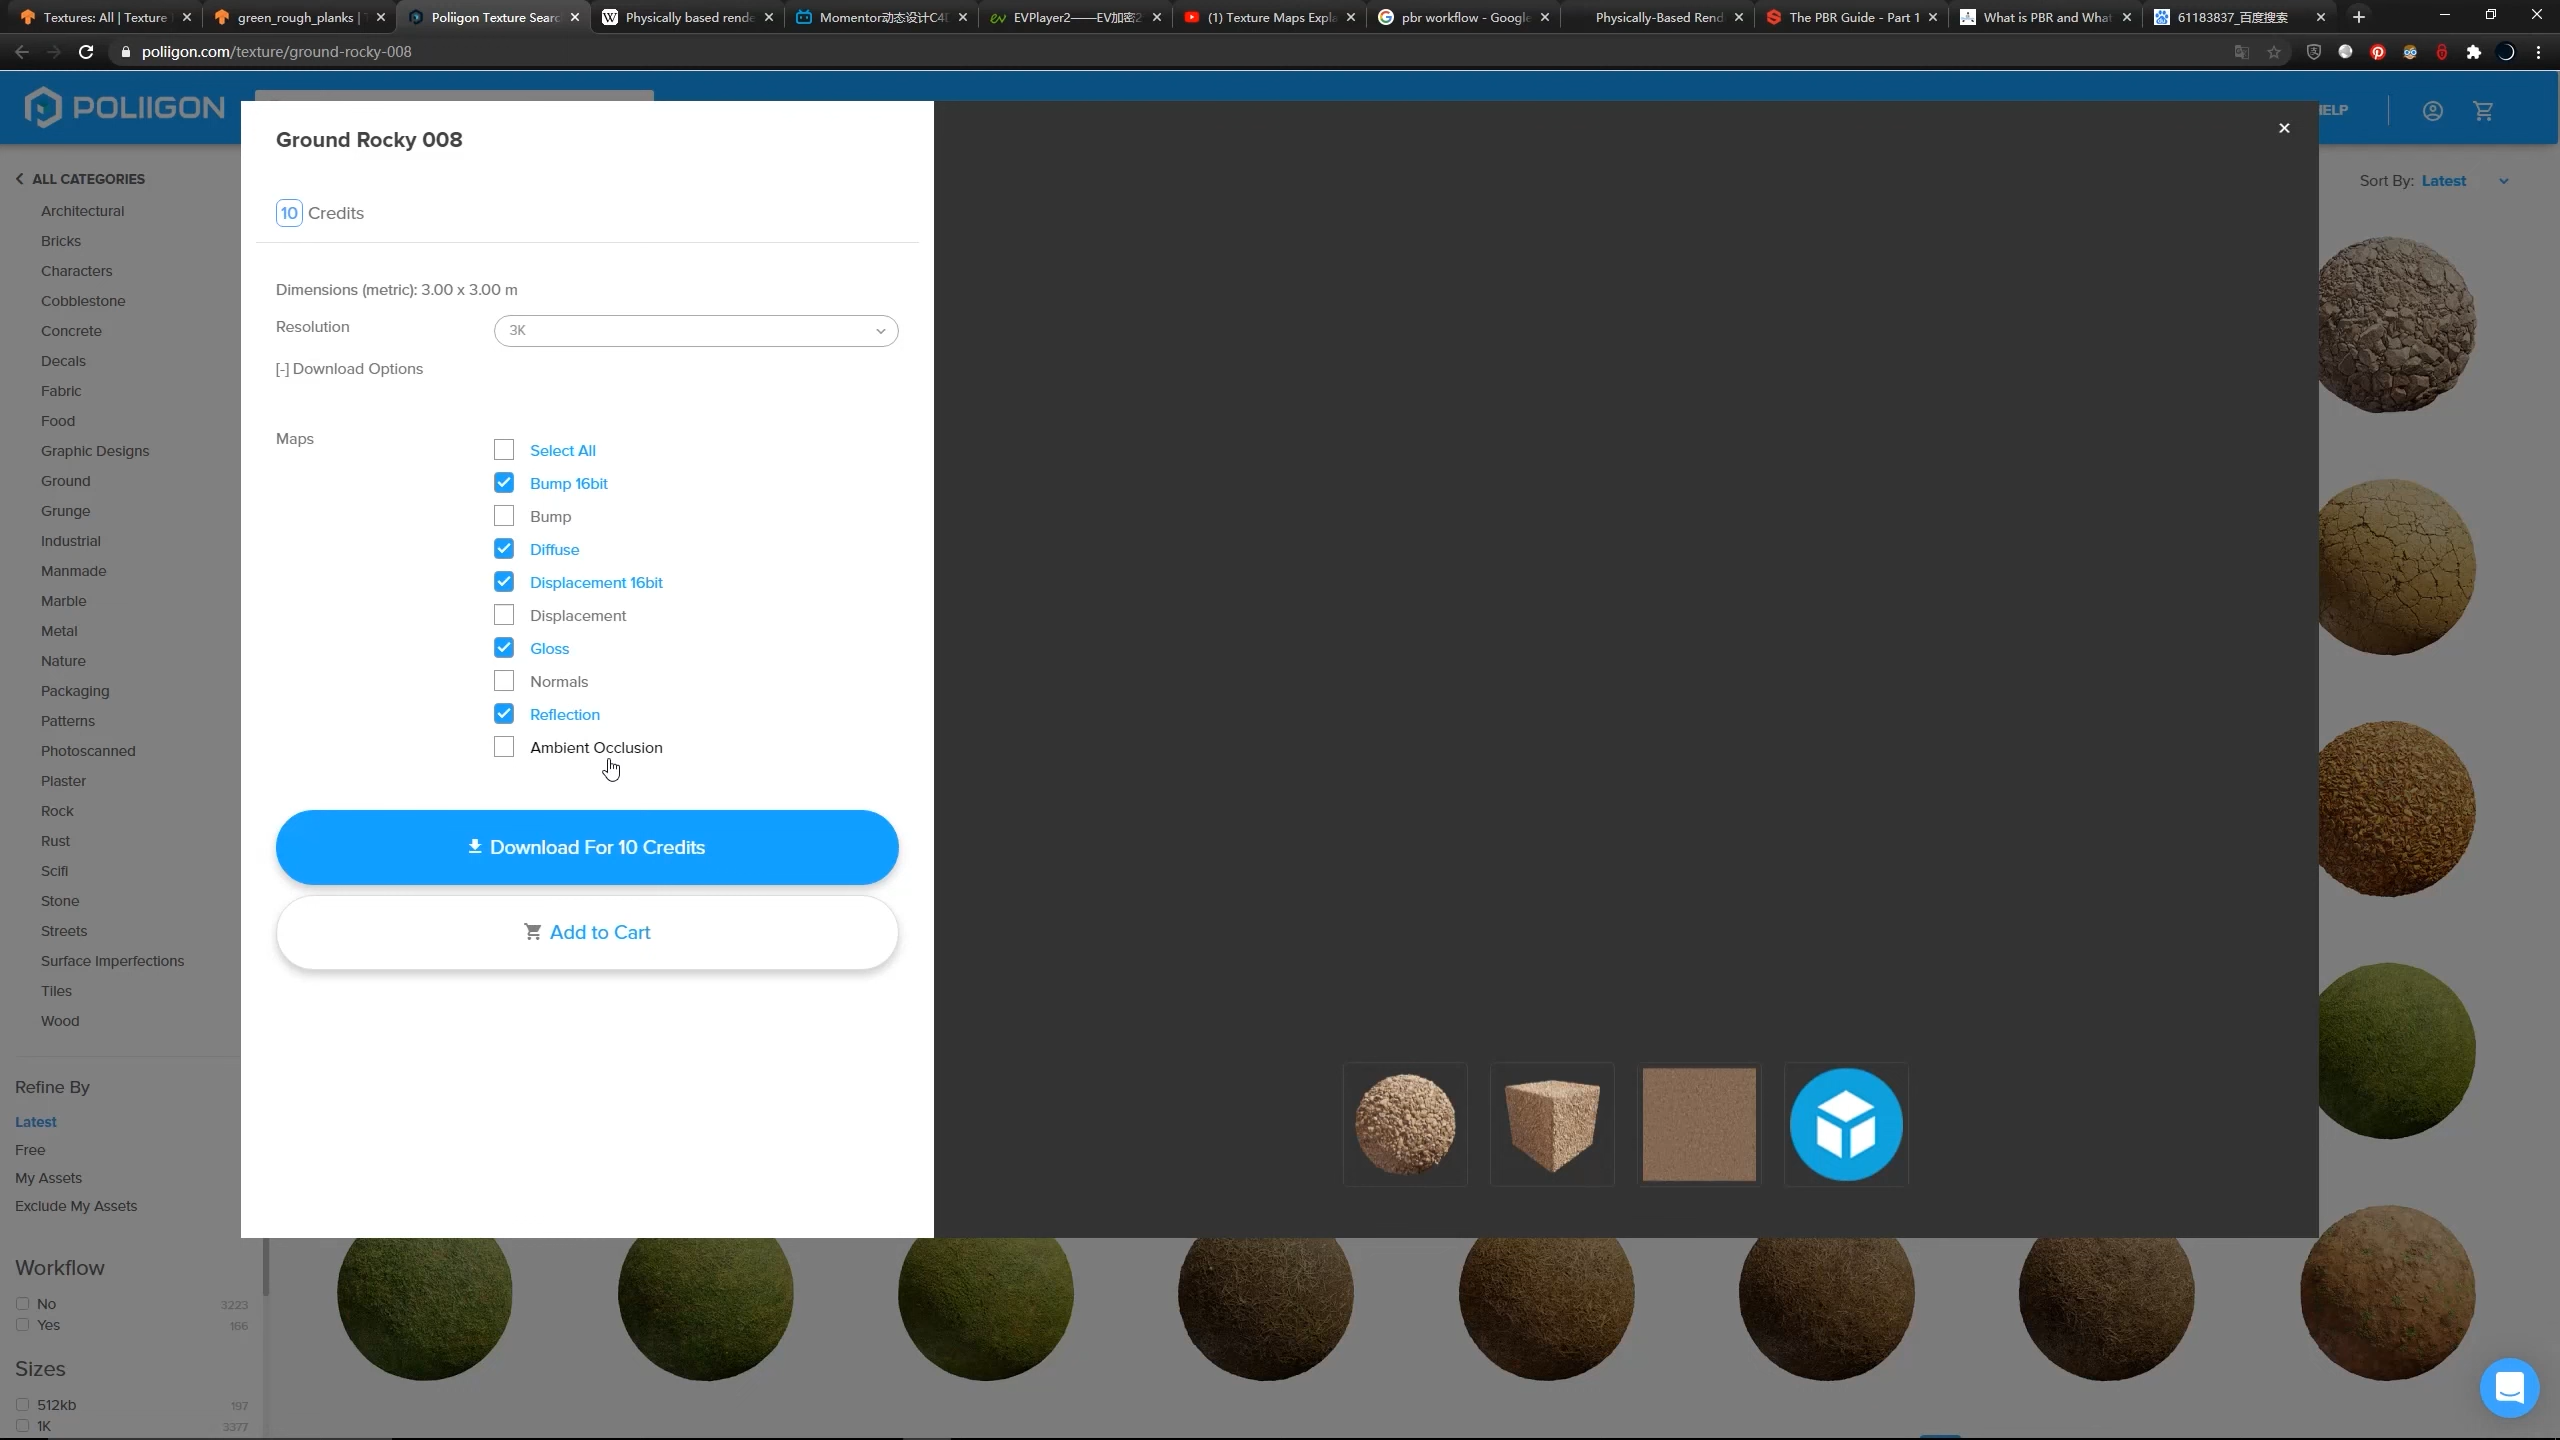 Textures: All | Texture
green_rough_planks |
Poliigon Texture Searc
Physically based rende
Momentor动态设计C4
EVPlayer2——EV加密2
(1) Texture Maps Expla
pbr workflow - Google
Physically-Based Rend
The PBR Guide - Part 1
What is PBR and What
61183837_百度搜索
poliigon.com/texture/ground-rocky-008
POLIIGON
HELP
Ground Rocky 008
10 Credits
Dimensions (metric): 3.00 x 3.00 m
Resolution
3K
[-] Download Options
Maps
Select All
Bump 16bit
Bump
Diffuse
Displacement 16bit
Displacement
Gloss
Normals
Reflection
Ambient Occlusion
Download For 10 Credits
Add to Cart
ALL CATEGORIES
Architectural
Bricks
Characters
Cobblestone
Concrete
Decals
Fabric
Food
Graphic Designs
Ground
Grunge
Industrial
Manmade
Marble
Metal
Nature
Packaging
Patterns
Photoscanned
Plaster
Rock
Rust
Scifi
Stone
Streets
Surface Imperfections
Tiles
Wood
Refine By
Latest
Free
My Assets
Exclude My Assets
Workflow
No 3223
Yes 166
Sizes
512kb 197
1K 3377
Sort By: Latest